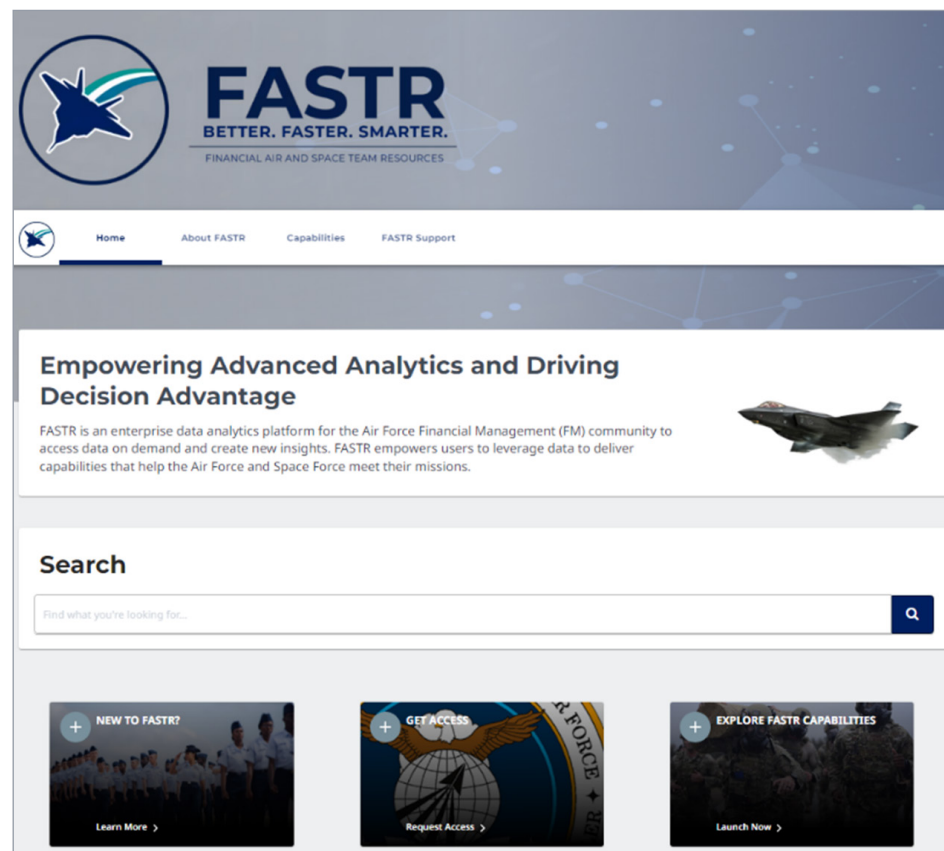 FASTR
BETTER. FASTER. SMARTER.
FINANCIAL AIR AND SPACE TEAM RESOURCES
Home About FASTR Capabilities FASTR Support
Empowering Advanced Analytics and Driving
Decision Advantage
FASTR is an enterprise data analytics platform for the Air Force Financial Management (FM) community to
access data on demand and create new insights. FASTR empowers users to leverage data to deliver
capabilities that help the Air Force and Space Force meet their missions.
Search
Find what you're looking for...
NEW TO FASTR?
Learn More >
GET ACCESS
R FORCE
ER
Request Access >
EXPLORE FASTR CAPABILITIES
Launch Now >